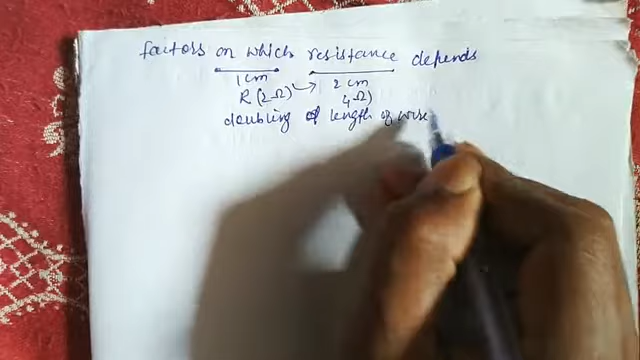 factors on which resistance depends
1 cm 2 cm
R (2Ω) 4Ω)
doubling of length of wire